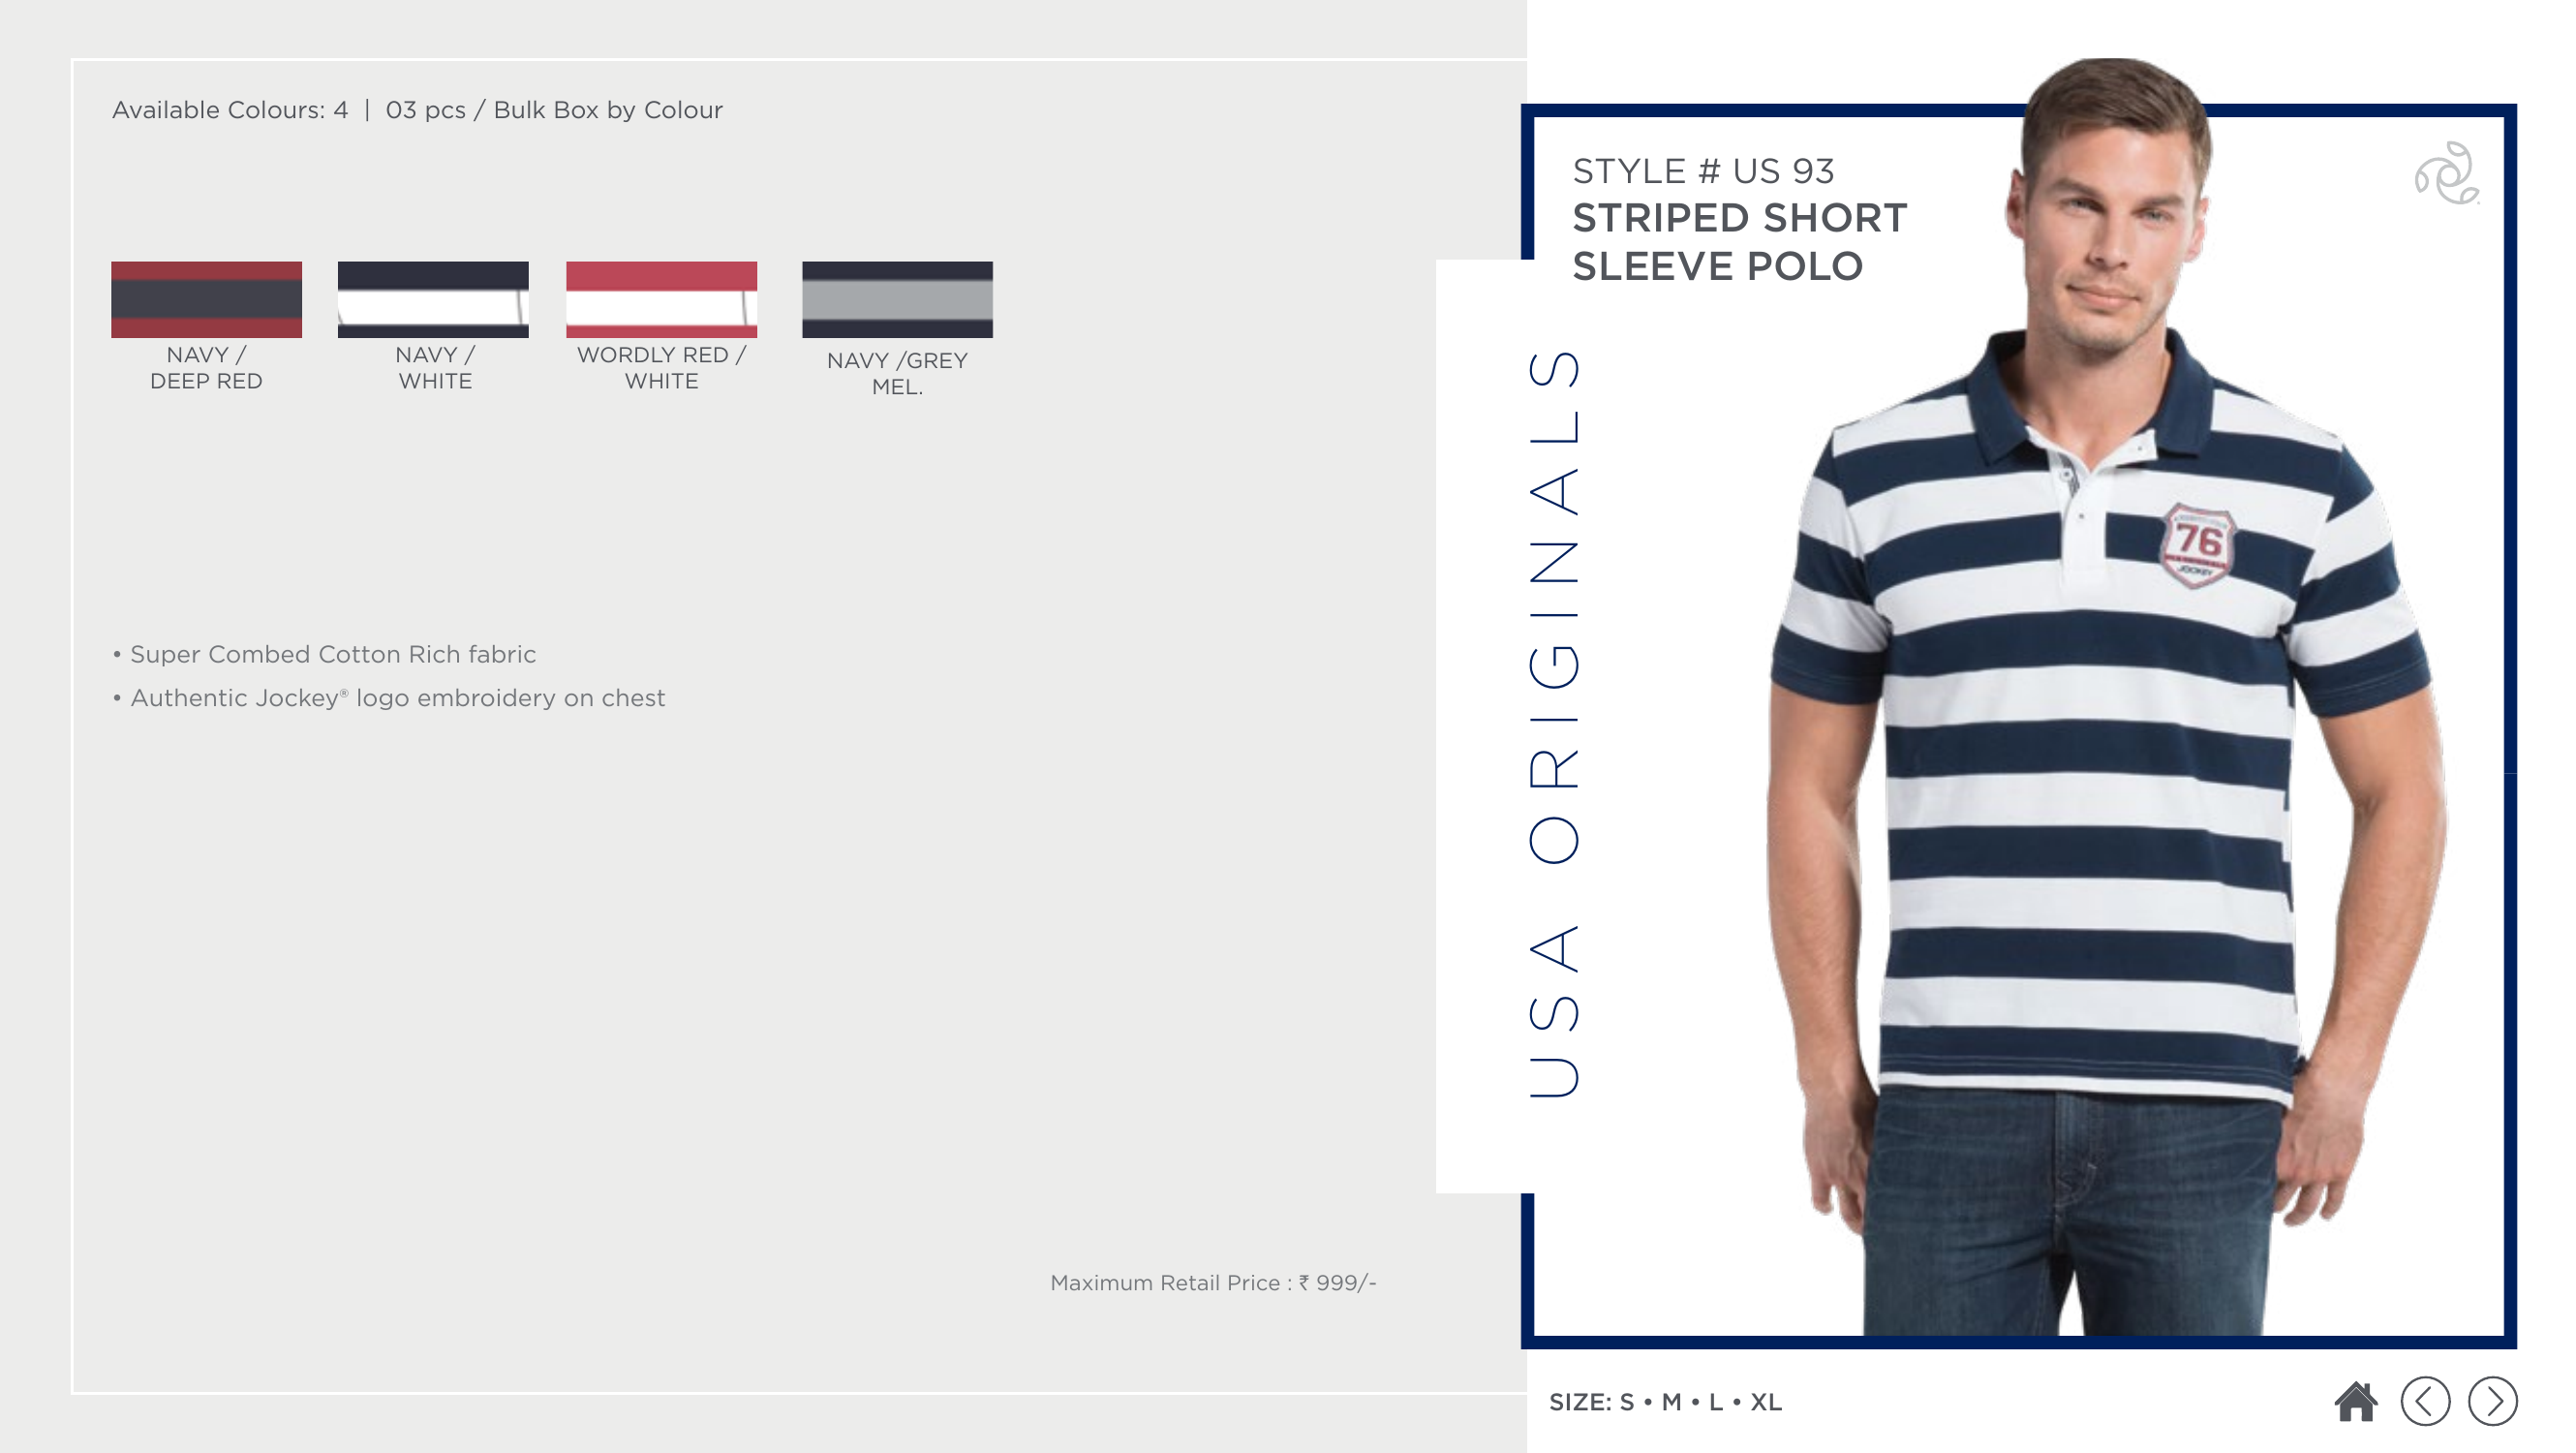 Available Colours: 4 | 03 pcs / Bulk Box by Colour
NAVY /
DEEP RED
NAVY /
WHITE
WORDLY RED /
WHITE
NAVY /GREY
MEL.
• Super Combed Cotton Rich fabric
• Authentic Jockey® logo embroidery on chest
Maximum Retail Price : ₹ 999/-
STYLE # US 93
STRIPED SHORT
SLEEVE POLO
USA ORIGINALS
76
JOCKEY
SIZE: S • M • L • XL